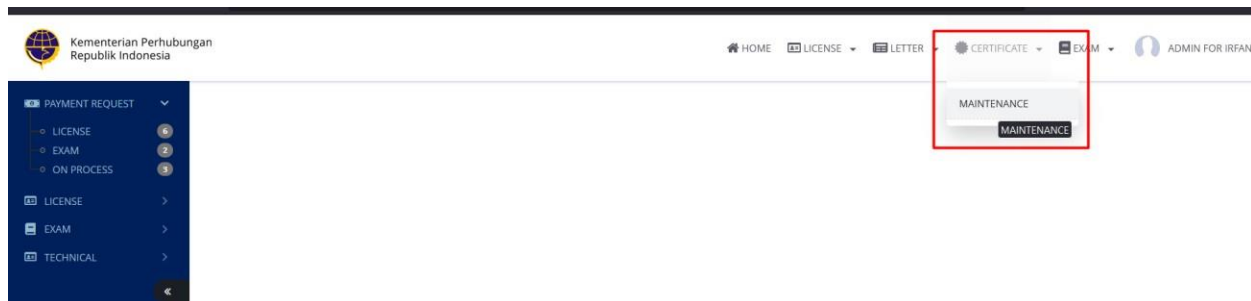 Kementerian Perhubungan
Republik Indonesia
HOME LICENSE LETTER CERTIFICATE EXAM ADMIN FOR IRFAN
MAINTENANCE
MAINTENANCE
PAYMENT REQUEST
LICENSE 6
EXAM 2
ON PROCESS 3
LICENSE
EXAM
TECHNICAL